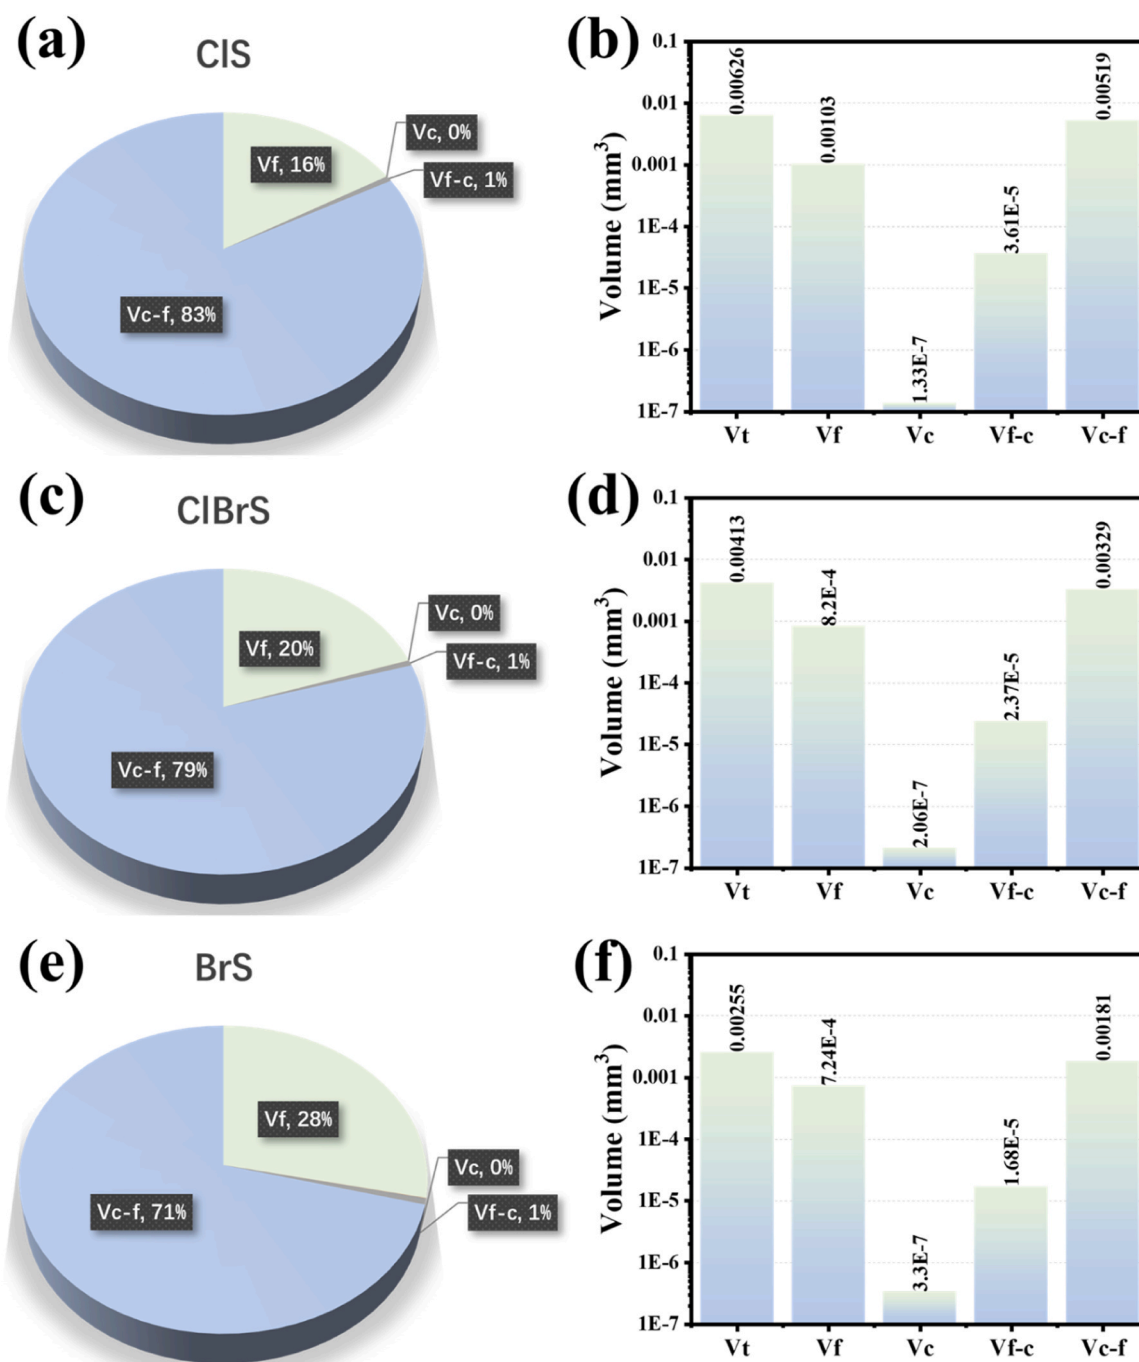 (a)
ClS
Vf, 16%
Vc, 0%
Vf-c, 1%
Vc-f, 83%
(b)
Volume (mm³)
0.1
0.01
0.001
1E-4
1E-5
1E-6
1E-7
0.00626
0.00103
1.33E-7
3.61E-5
0.00519
Vt Vf Vc Vf-c Vc-f
(c)
ClBrS
Vf, 20%
Vc, 0%
Vf-c, 1%
Vc-f, 79%
(d)
Volume (mm³)
0.1
0.01
0.001
1E-4
1E-5
1E-6
1E-7
0.00413
8.2E-4
2.06E-7
2.37E-5
0.00329
Vt Vf Vc Vf-c Vc-f
(e)
BrS
Vf, 28%
Vc, 0%
Vf-c, 1%
Vc-f, 71%
(f)
Volume (mm³)
0.1
0.01
0.001
1E-4
1E-5
1E-6
1E-7
0.00255
7.24E-4
3.3E-7
1.68E-5
0.00181
Vt Vf Vc Vf-c Vc-f